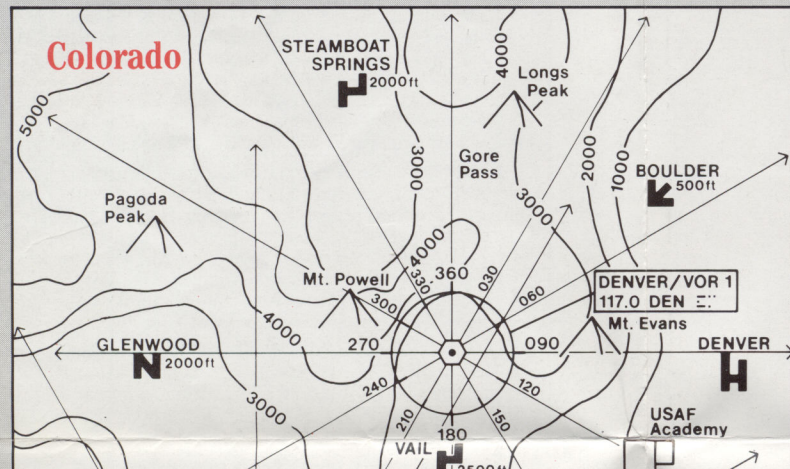 Colorado
STEAMBOAT
SPRINGS
2000ft
4000
Longs
Peak
5000
3000
Gore
Pass
2000
1000
BOULDER
500ft
Pagoda
Peak
3000
4000
330
360
030
Mt. Powell
300
060
DENVER/VOR 1
117.0 DEN
Mt. Evans
4000
GLENWOOD
2000ft
270
090
DENVER
240
120
3000
210
150
180
USAF
Academy
VAIL
3500ft